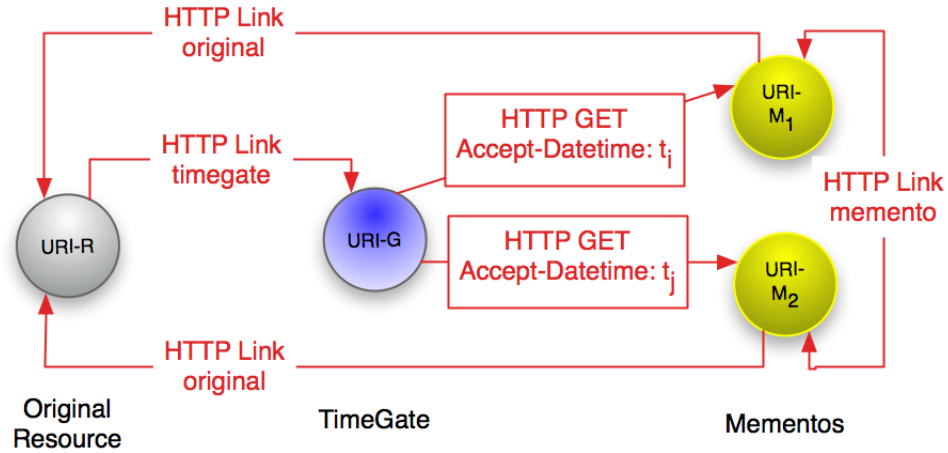 HTTP Link
original
URI-
M1
HTTP GET
Accept-Datetime: ti
HTTP Link
timegate
HTTP Link
memento
URI-R
URI-G
HTTP GET
Accept-Datetime: tj
URI-
M2
HTTP Link
original
Original
Resource
TimeGate
Mementos